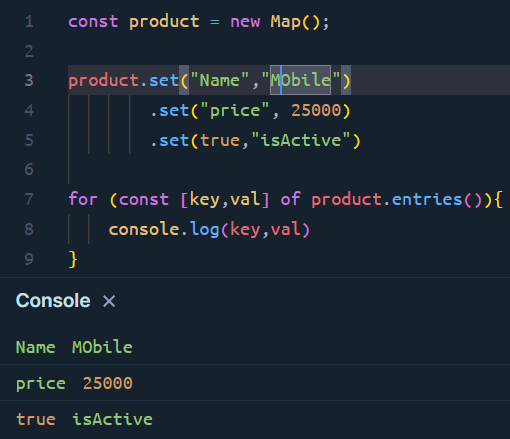 1 const product = new Map();
2
3 product.set("Name","MObile")
4 .set("price", 25000)
5 .set(true,"isActive")
6
7 for (const [key,val] of product.entries()){
8 console.log(key,val)
9 }
Console ×
Name MObile
price 25000
true isActive